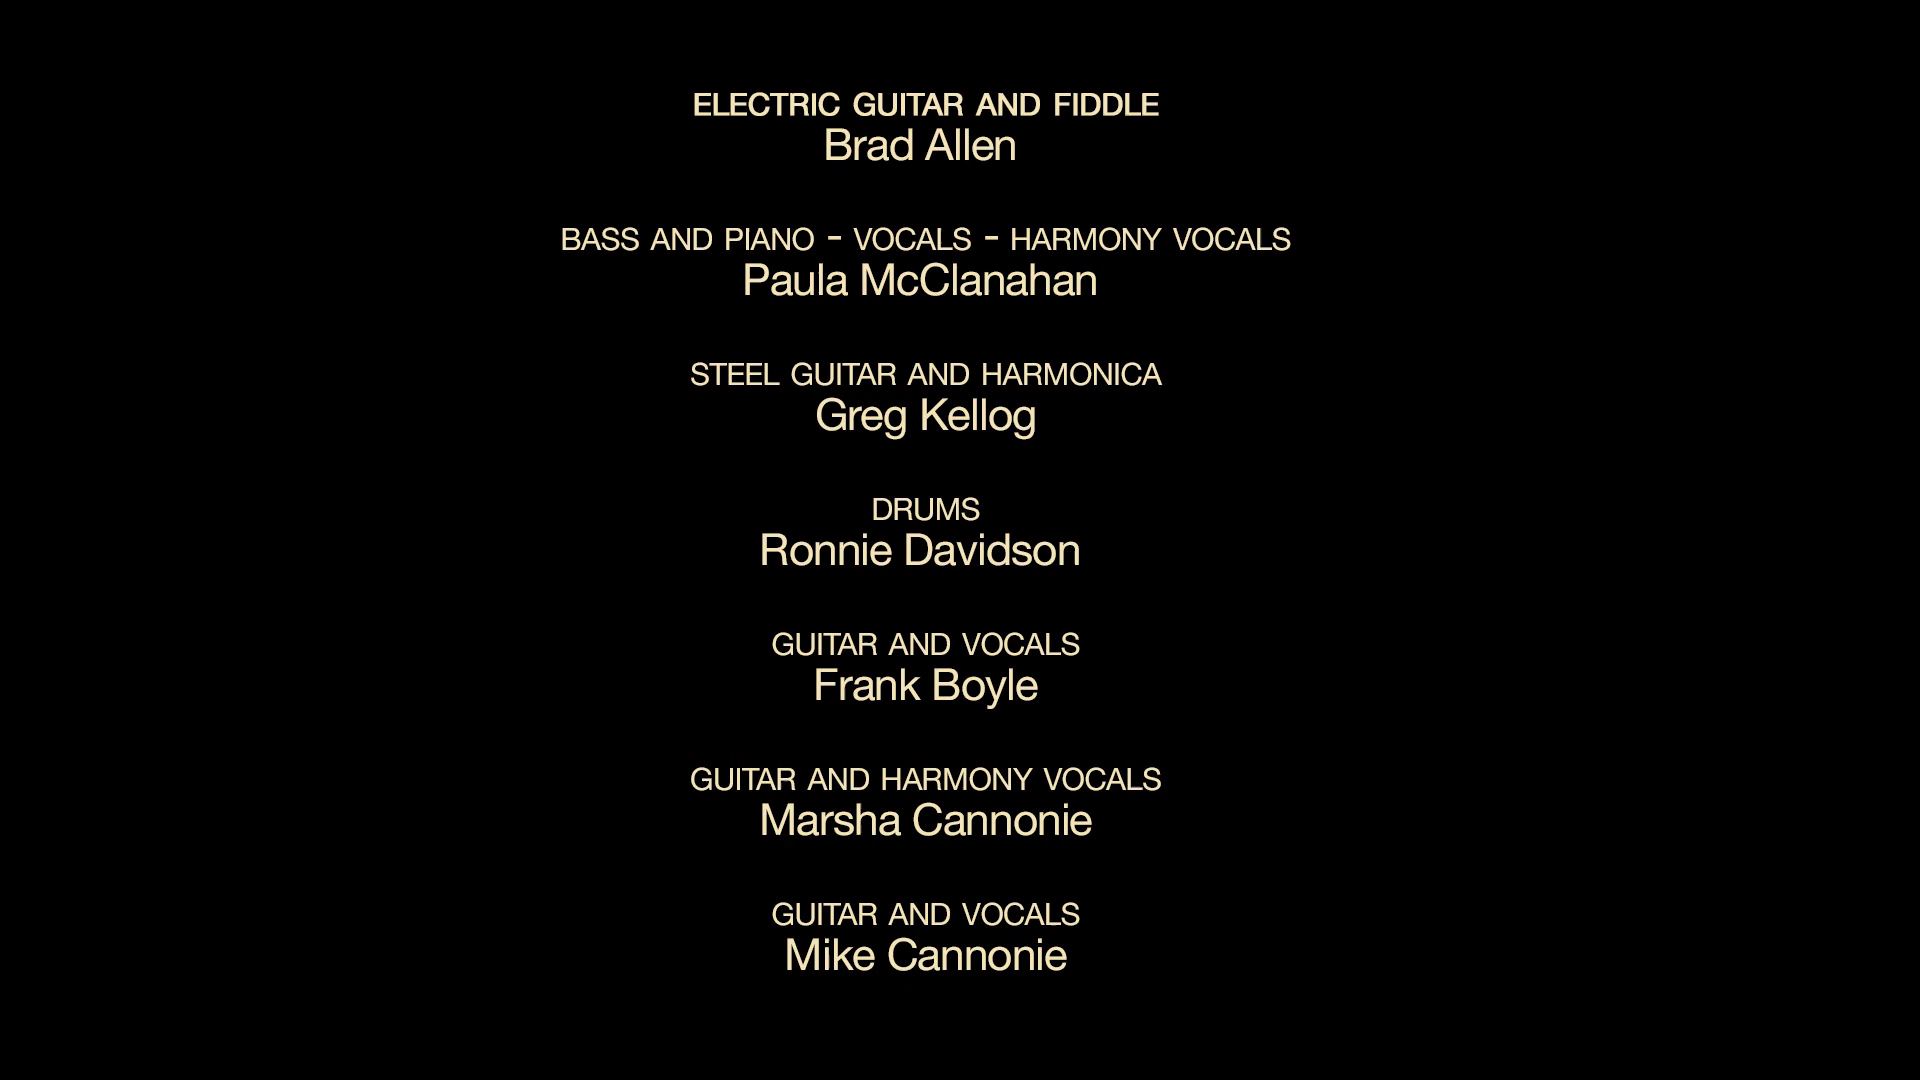 ELECTRIC GUITAR AND FIDDLE
Brad Allen
BASS AND PIANO - VOCALS - HARMONY VOCALS
Paula McClanahan
STEEL GUITAR AND HARMONICA
Greg Kellog
DRUMS
Ronnie Davidson
GUITAR AND VOCALS
Frank Boyle
GUITAR AND HARMONY VOCALS
Marsha Cannonie
GUITAR AND VOCALS
Mike Cannonie